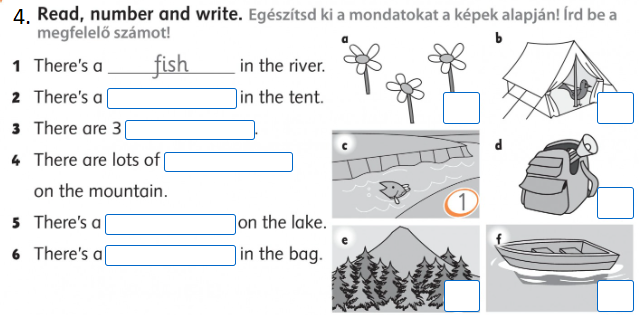 4. Read, number and write. Egészítsd ki a mondatokat a képek alapján! Írd be a
megfelelő számot!
1 There's a fish in the river.
2 There's a in the tent.
3 There are 3 .
4 There are lots of
on the mountain.
5 There's a on the lake.
6 There's a in the bag.
a
b
c
1
d
e
f